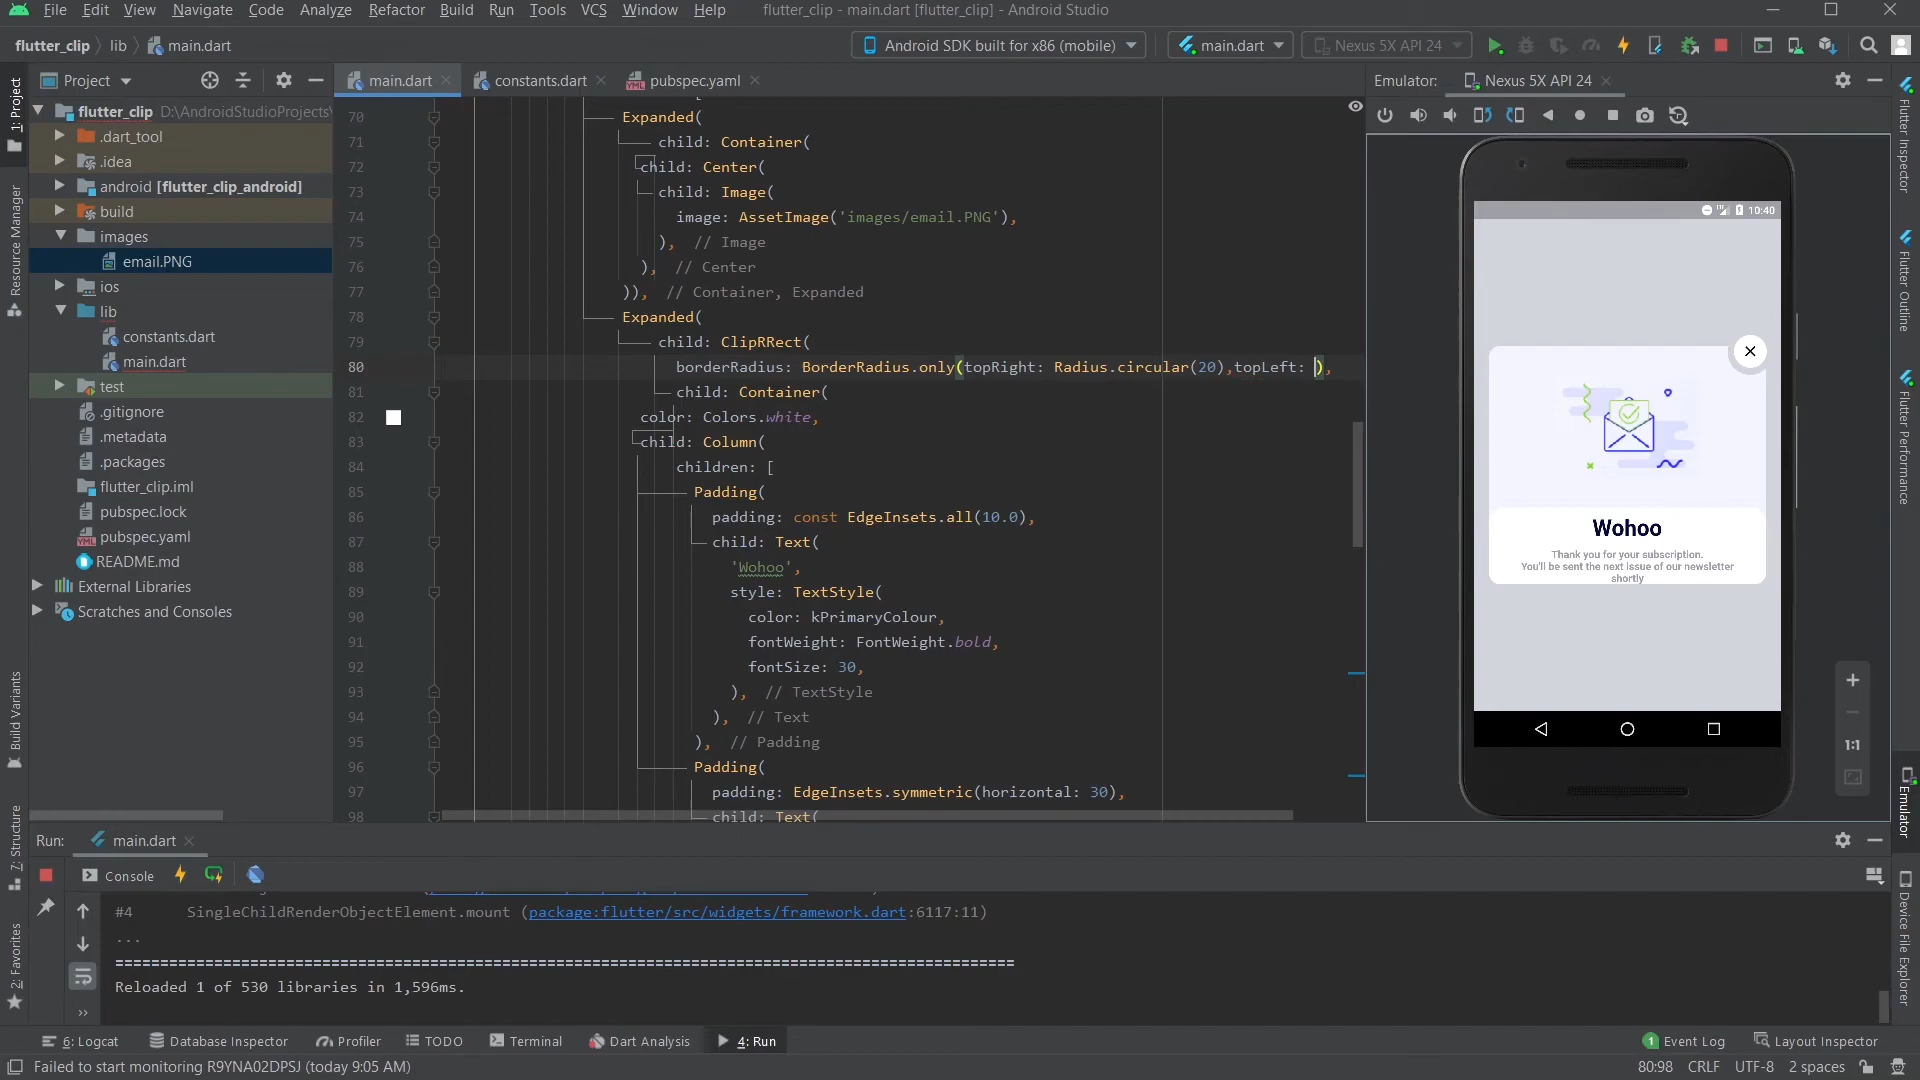 File Edit View Navigate Code Analyze Refactor Build Run Tools VCS Window Help flutter_clip - main.dart [flutter_clip] - Android Studio
flutter_clip lib main.dart Android SDK built for x86 (mobile) main.dart Nexus 5X API 24
Project main.dart constants.dart pubspec.yaml Emulator: Nexus 5X API 24
flutter_clip D:\AndroidStudioProjects\
.dart_tool
.idea
android [flutter_clip_android]
build
images
email.PNG
ios
lib
constants.dart
main.dart
test
.gitignore
.metadata
.packages
flutter_clip.iml
pubspec.lock
pubspec.yaml
README.md
External Libraries
Scratches and Consoles
1: Project
Resource Manager
Build Variants
7: Structure
2: Favorites
70 Expanded(
71 child: Container(
72 child: Center(
73 child: Image(
74 image: AssetImage('images/email.PNG'),
75 ), // Image
76 ), // Center
77 )), // Container, Expanded
78 Expanded(
79 child: ClipRRect(
80 borderRadius: BorderRadius.only(topRight: Radius.circular(20),topLeft: ),
81 child: Container(
82 color: Colors.white,
83 child: Column(
84 children: [
85 Padding(
86 padding: const EdgeInsets.all(10.0),
87 child: Text(
88 'Wohoo',
89 style: TextStyle(
90 color: kPrimaryColour,
91 fontWeight: FontWeight.bold,
92 fontSize: 30,
93 ), // TextStyle
94 ), // Text
95 ), // Padding
96 Padding(
97 padding: EdgeInsets.symmetric(horizontal: 30),
98 child: Text(
10:40
Wohoo
Thank you for your subscription.
You'll be sent the next issue of our newsletter
shortly
1:1
Flutter Inspector
Flutter Outline
Flutter Performance
Emulator
Device File Explorer
Run: main.dart
Console
#4 SingleChildRenderObjectElement.mount (package:flutter/src/widgets/framework.dart:6117:11)
...
====================================================================================================
Reloaded 1 of 530 libraries in 1,596ms.
6: Logcat Database Inspector Profiler TODO Terminal Dart Analysis 4: Run 1 Event Log Layout Inspector
Failed to start monitoring R9YNA02DPSJ (today 9:05 AM) 80:98 CRLF UTF-8 2 spaces